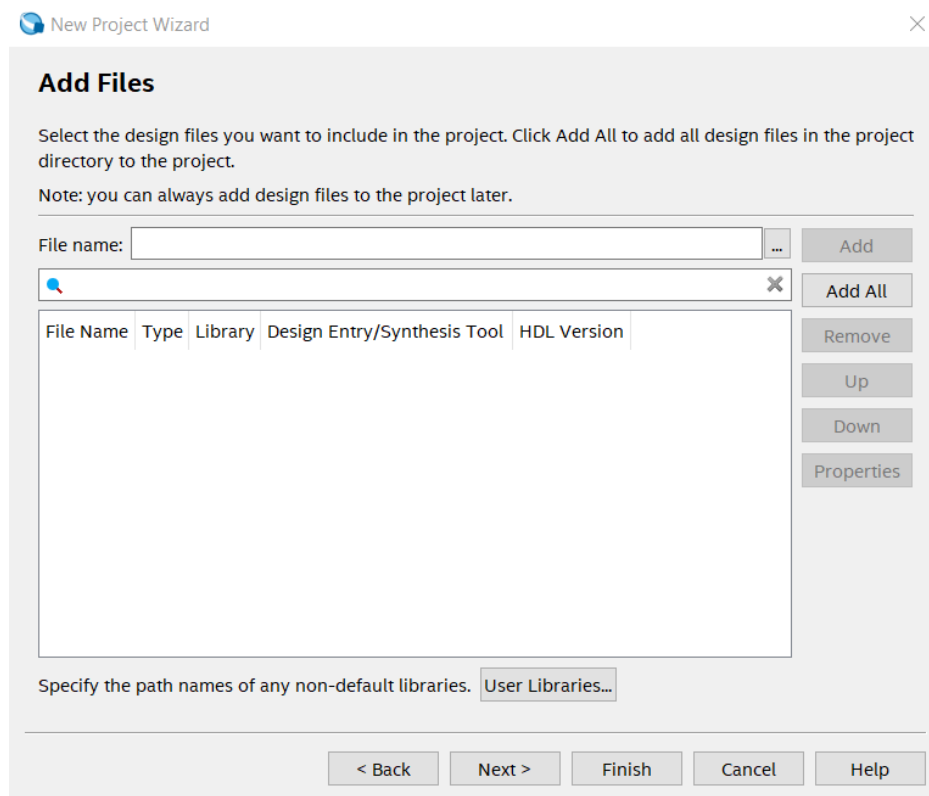 New Project Wizard
Add Files
Select the design files you want to include in the project. Click Add All to add all design files in the project
directory to the project.
Note: you can always add design files to the project later.
File name: ... Add
Add All
File Name Type Library Design Entry/Synthesis Tool HDL Version
Remove
Up
Down
Properties
Specify the path names of any non-default libraries. User Libraries...
< Back Next > Finish Cancel Help